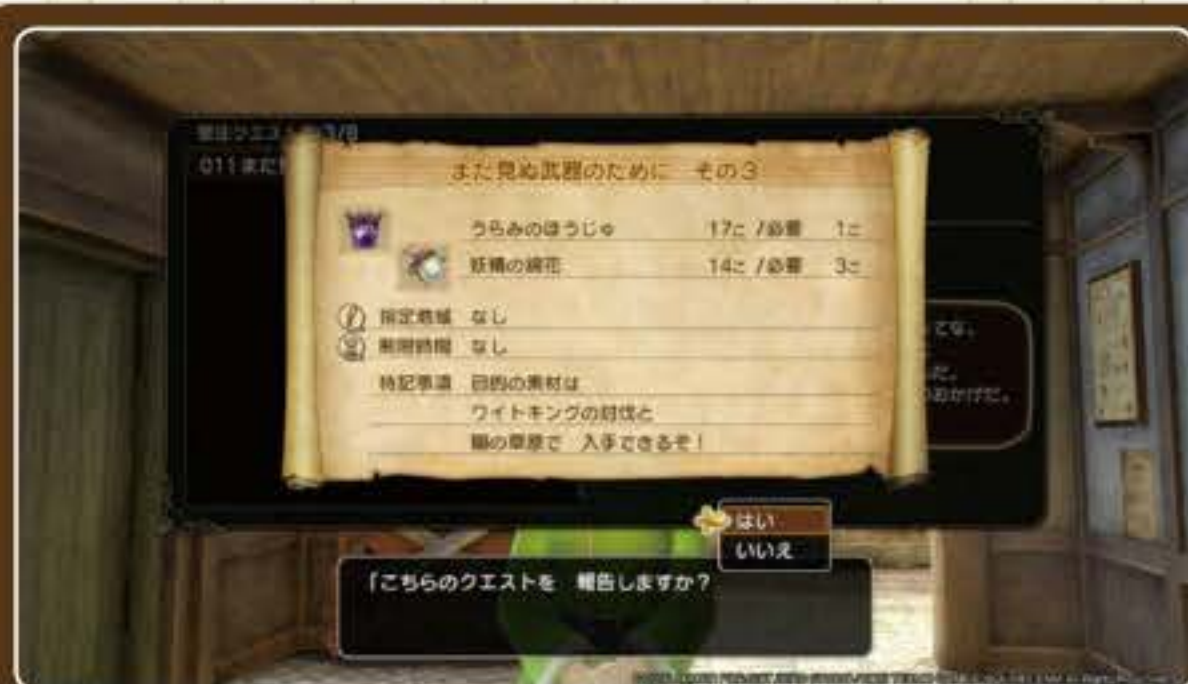 まだ見ぬ武器のために その3
うらみのほうじゅ 17こ /必要 1こ
妖精の綿花 14こ /必要 3こ
指定地域 なし
制限時間 なし
特記事項 目的の素材は
ワイトキングの討伐と
闇の草原で 入手できるぞ！
はい
いいえ
「こちらのクエストを 報告しますか？